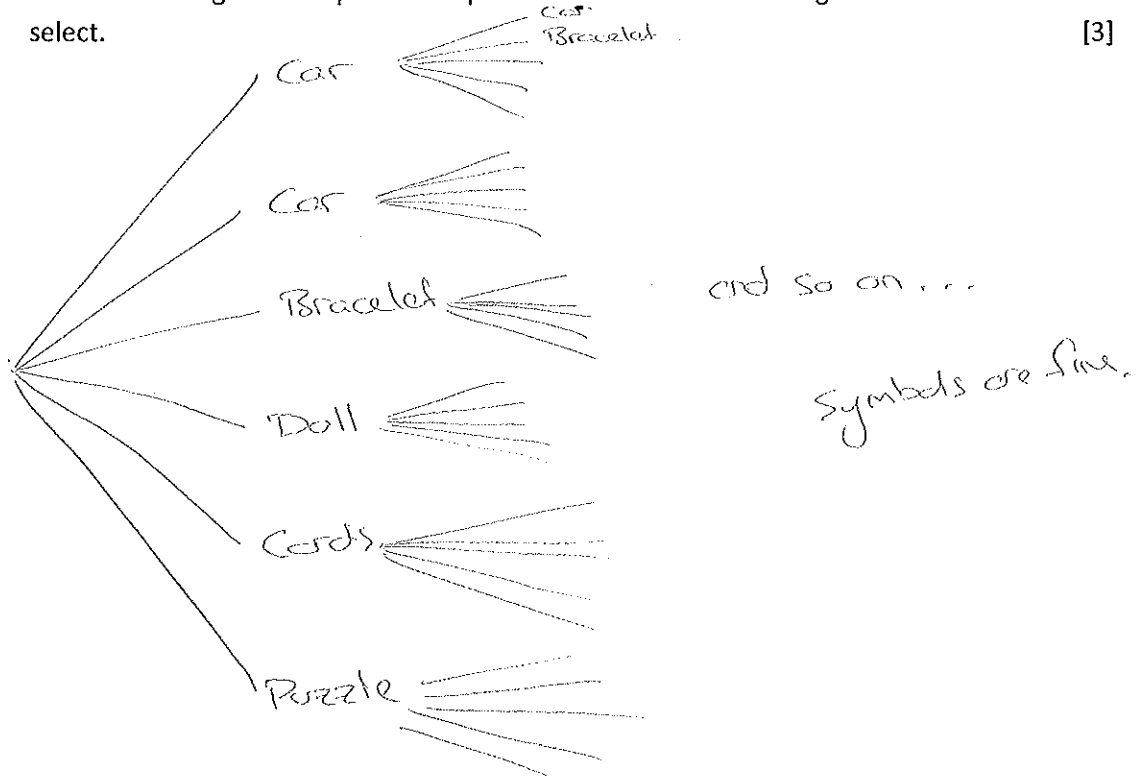 select. [3]
Car
Bracelet
Car
Car
Bracelet
and so on...
Symbols are fine.
Doll
Cards.
Puzzle